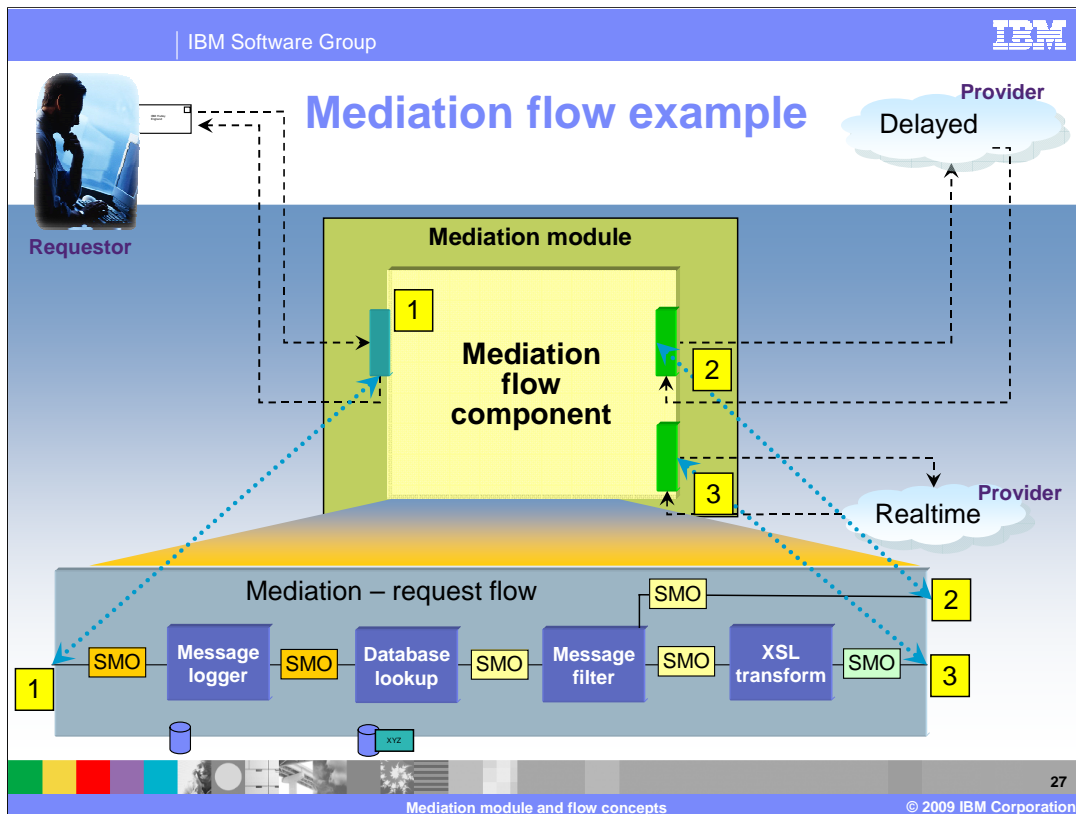 IBM Software Group
IBM
Mediation flow example
Provider
Delayed
Requestor
Mediation module
1
Mediation
flow
component
2
3
Provider
Realtime
Mediation – request flow
SMO
2
SMO
Message
logger
SMO
Database
lookup
SMO
Message
filter
SMO
XSL
transform
SMO
1
3
XYZ
27
Mediation module and flow concepts
© 2009 IBM Corporation